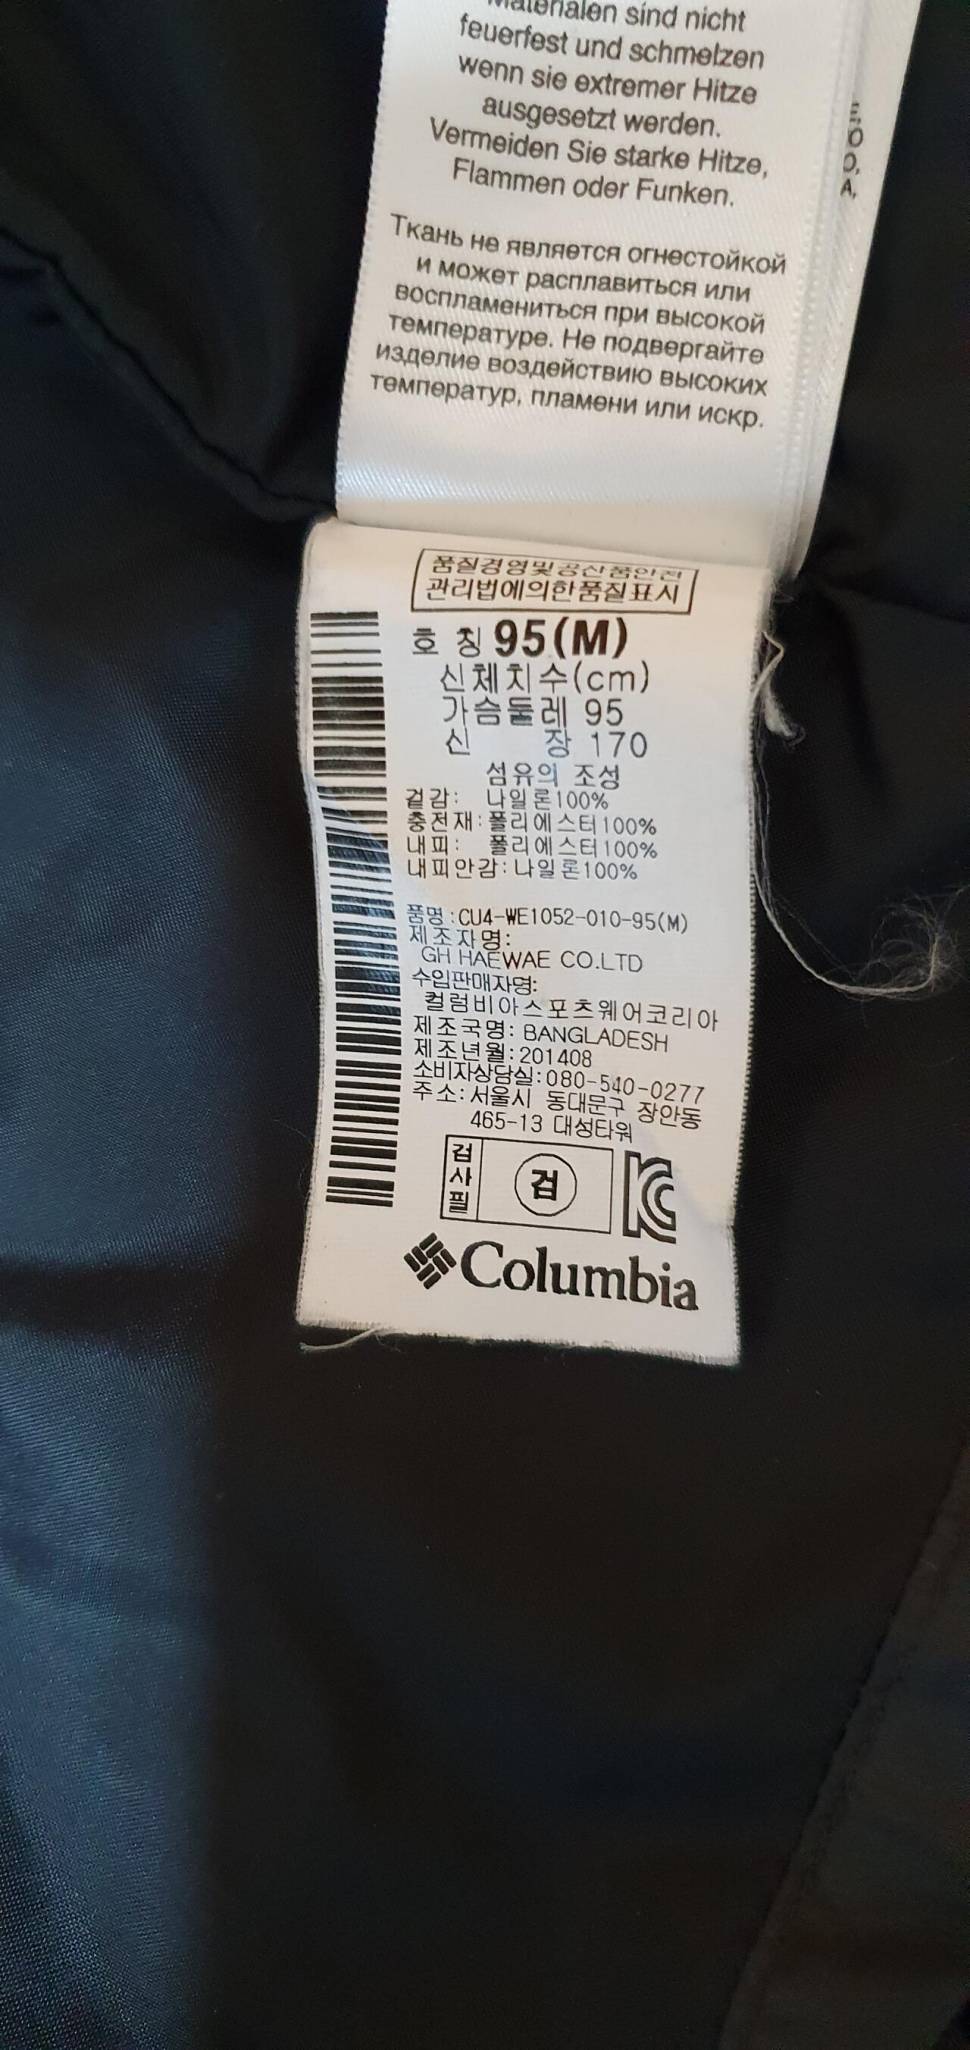 Materialen sind nicht
feuerfest und schmelzen
wenn sie extremer Hitze
ausgesetzt werden.
Vermeiden Sie starke Hitze,
Flammen oder Funken.
Ткань не является огнестойкой
и может расплавиться или
воспламениться при высокой
температуре. Не подвергайте
изделие воздействию высоких
температур, пламени или искр.
E,
O
O,
A,
품질경영및공산품안전
관리법에의한품질표시
호 칭 95(M)
신체치수(cm)
가슴둘레 95
신 장 170
섬유의 조성
겉감: 나일론100%
충전재:폴리에스터100%
내피: 폴리에스터100%
내피안감:나일론100%
품명:CU4-WE1052-010-95(M)
제조자명:
GH HAEWAE CO.LTD
수입판매자명:
컬럼비아스포츠웨어코리아
제조국명: BANGLADESH
제조년월:201408
소비자상담실:080-540-0277
주소:서울시 동대문구 장안동
465-13 대성타워
검사필
검
KC
Columbia